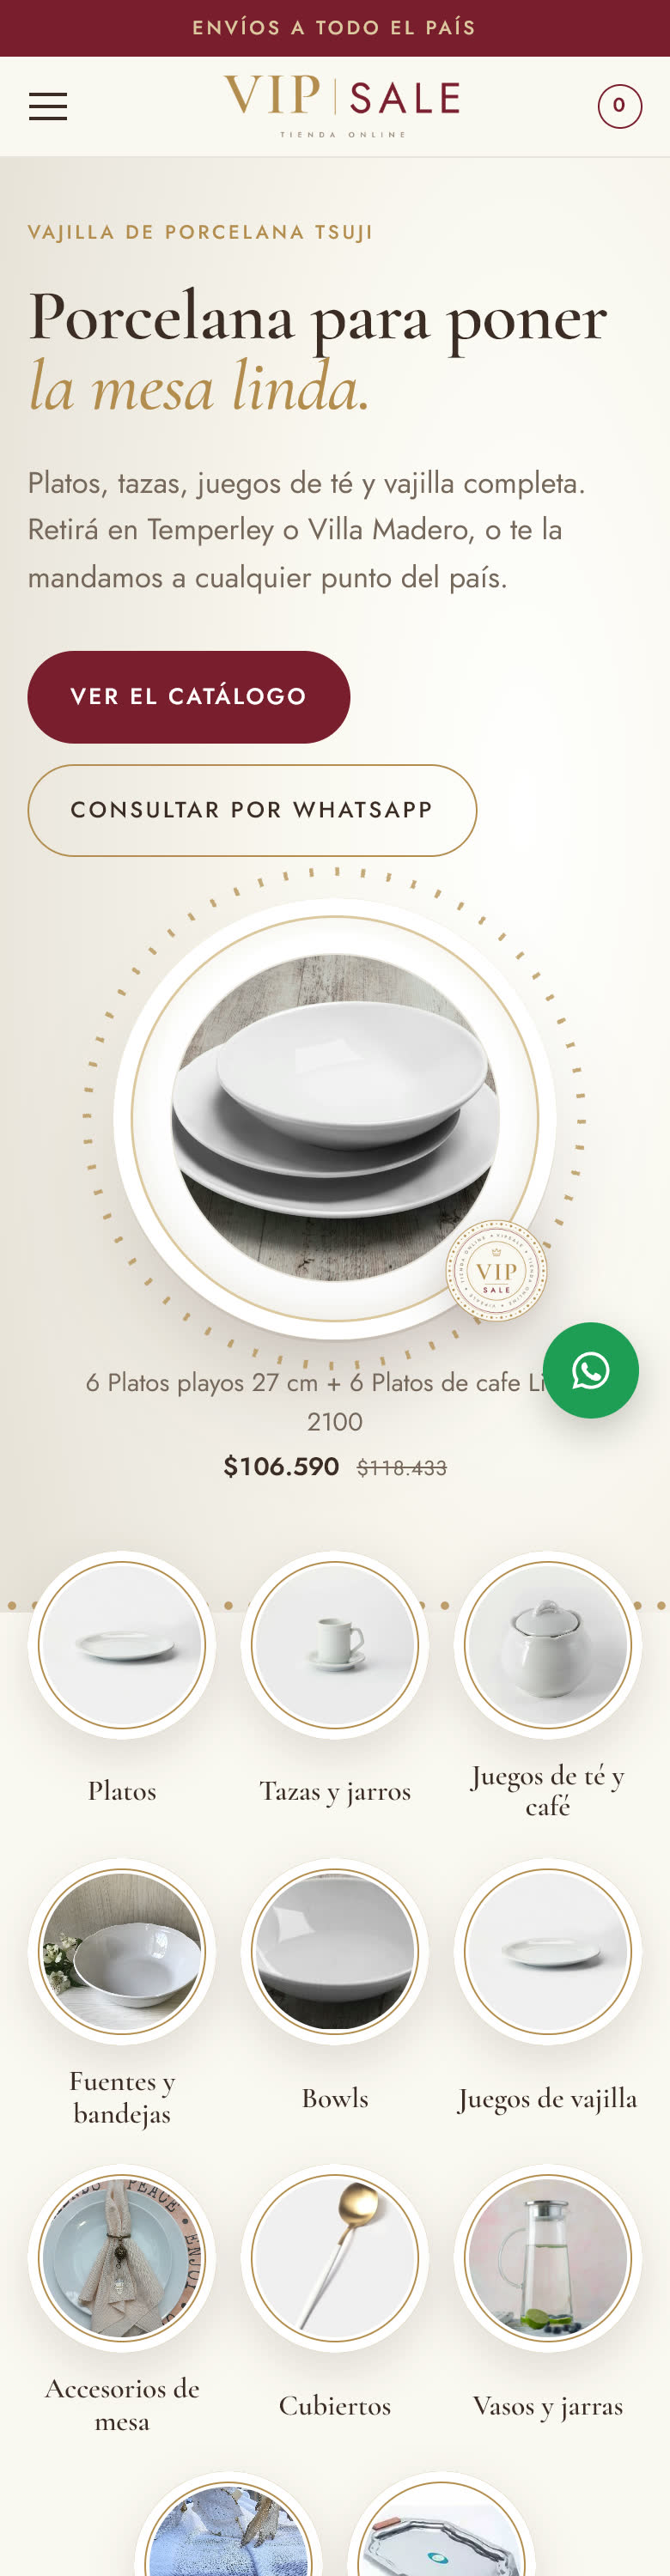 ENVÍOS A TODO EL PAÍS
VIP | SALE
TIENDA ONLINE
0
VAJILLA DE PORCELANA TSUJI
Porcelana para poner
la mesa linda.
Platos, tazas, juegos de té y vajilla completa.
Retirá en Temperley o Villa Madero, o te la
mandamos a cualquier punto del país.
VER EL CATÁLOGO
CONSULTAR POR WHATSAPP
VIP
SALE
6 Platos playos 27 cm + 6 Platos de cafe
2100
$106.590 $118.433
Platos
Tazas y jarros
Juegos de té y
café
Fuentes y
bandejas
Bowls
Juegos de vajilla
PEACE • ENJOY
Accesorios de
mesa
Cubiertos
Vasos y jarras